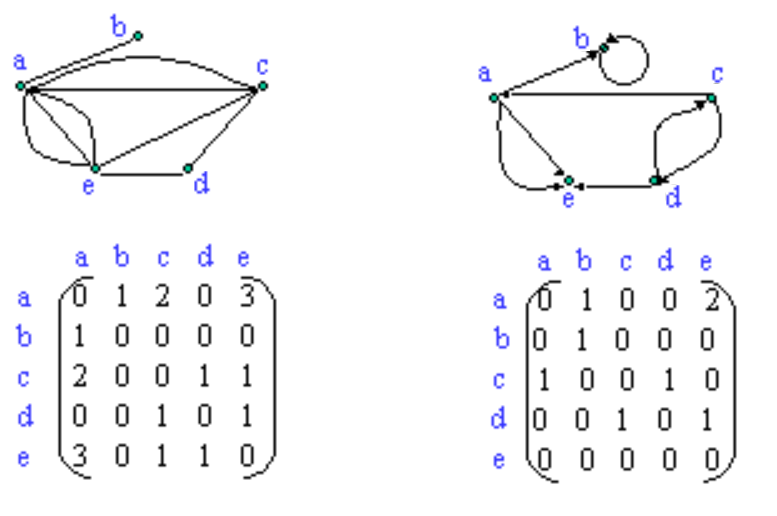 b
a
c
e
d
b
a
c
e
d
a b c d e
a 0 1 2 0 3
b 1 0 0 0 0
c 2 0 0 1 1
d 0 0 1 0 1
e 3 0 1 1 0
a b c d e
a 0 1 0 0 2
b 0 1 0 0 0
c 1 0 0 1 0
d 0 0 1 0 1
e 0 0 0 0 0